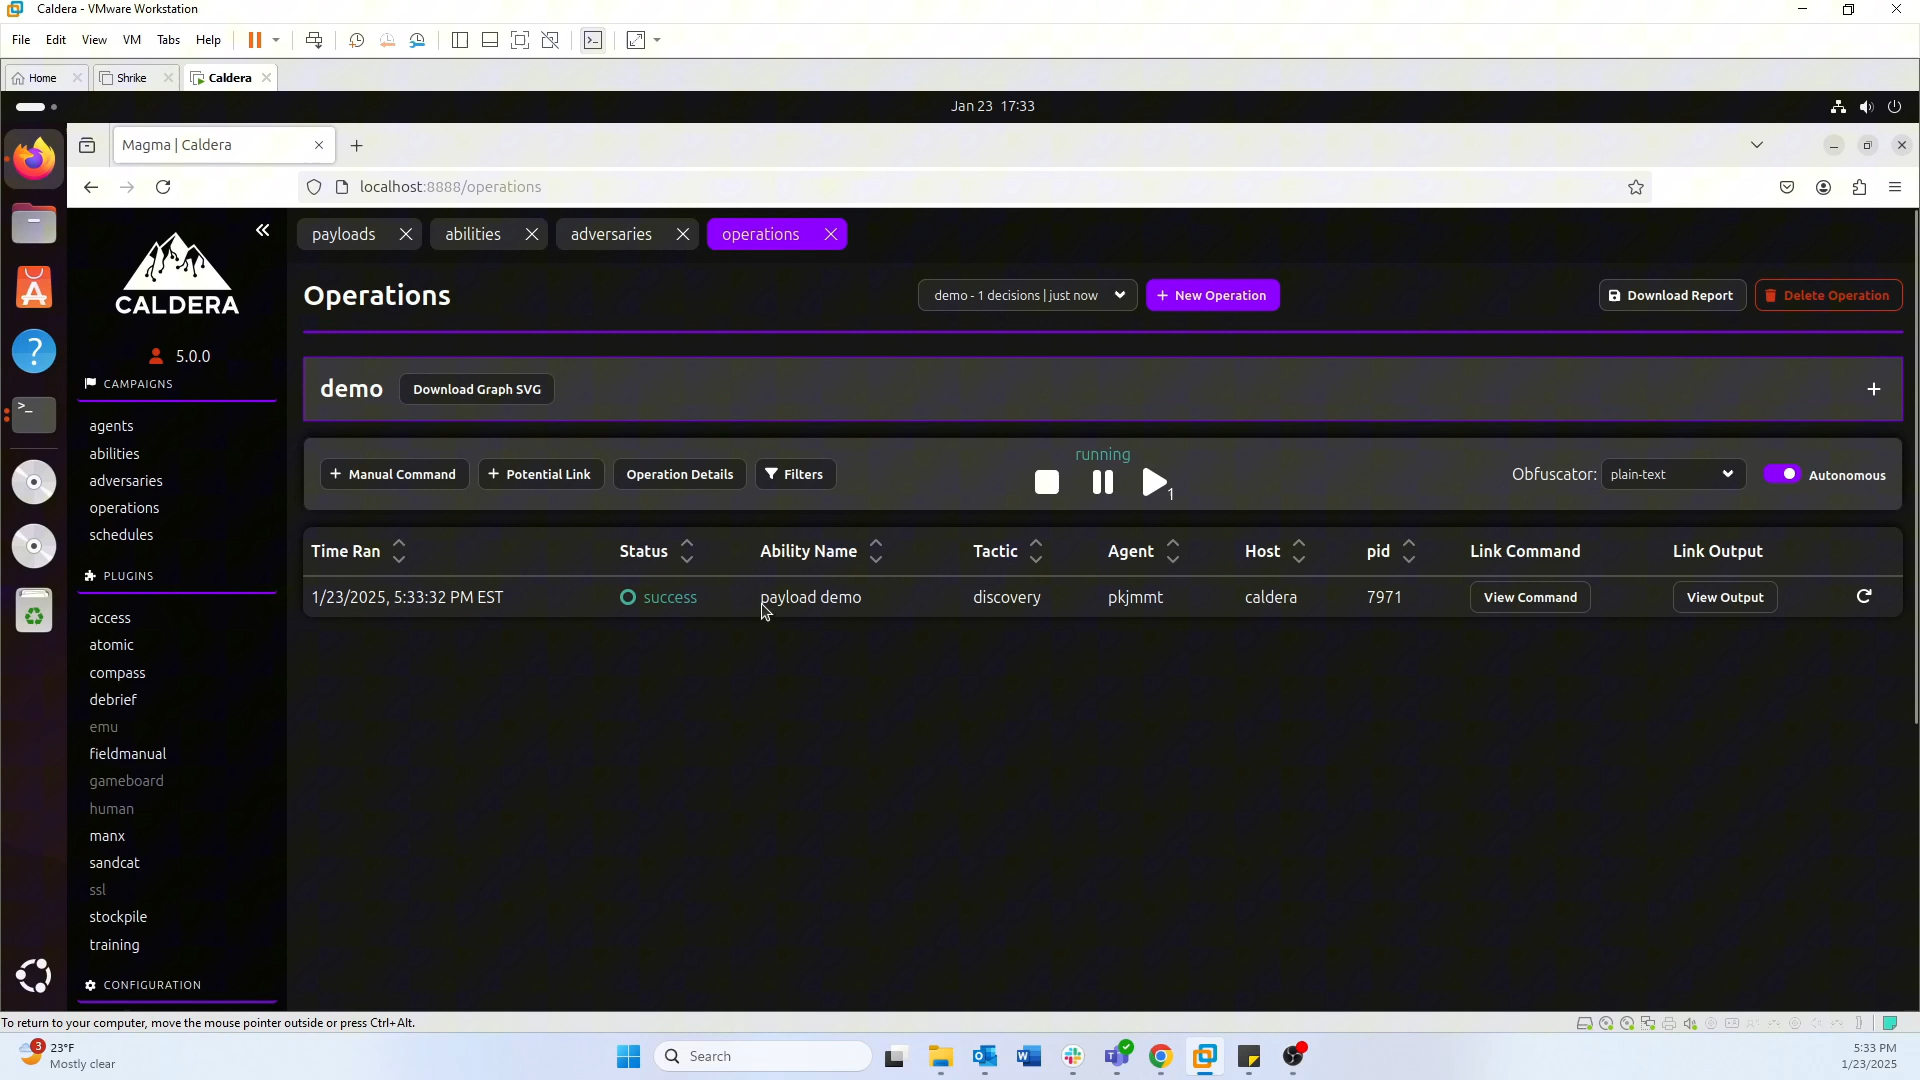 Caldera - VMware Workstation
File Edit View VM Tabs Help
Home Shrike Caldera
Jan 23 17:33
Magma | Caldera
localhost:8888/operations
payloads abilities adversaries operations
CALDERA
5.0.0
CAMPAIGNS
agents
abilities
adversaries
operations
schedules
PLUGINS
access
atomic
compass
debrief
emu
fieldmanual
gameboard
human
manx
sandcat
ssl
stockpile
training
CONFIGURATION
Operations demo - 1 decisions | just now + New Operation Download Report Delete Operation
demo Download Graph SVG +
running
+ Manual Command + Potential Link Operation Details Filters 1 Obfuscator: plain-text Autonomous
Time Ran Status Ability Name Tactic Agent Host pid Link Command Link Output
1/23/2025, 5:33:32 PM EST success payload demo discovery pkjmmt caldera 7971 View Command View Output
To return to your computer, move the mouse pointer outside or press Ctrl+Alt.
3 23°F
Mostly clear
Search
5:33 PM
1/23/2025